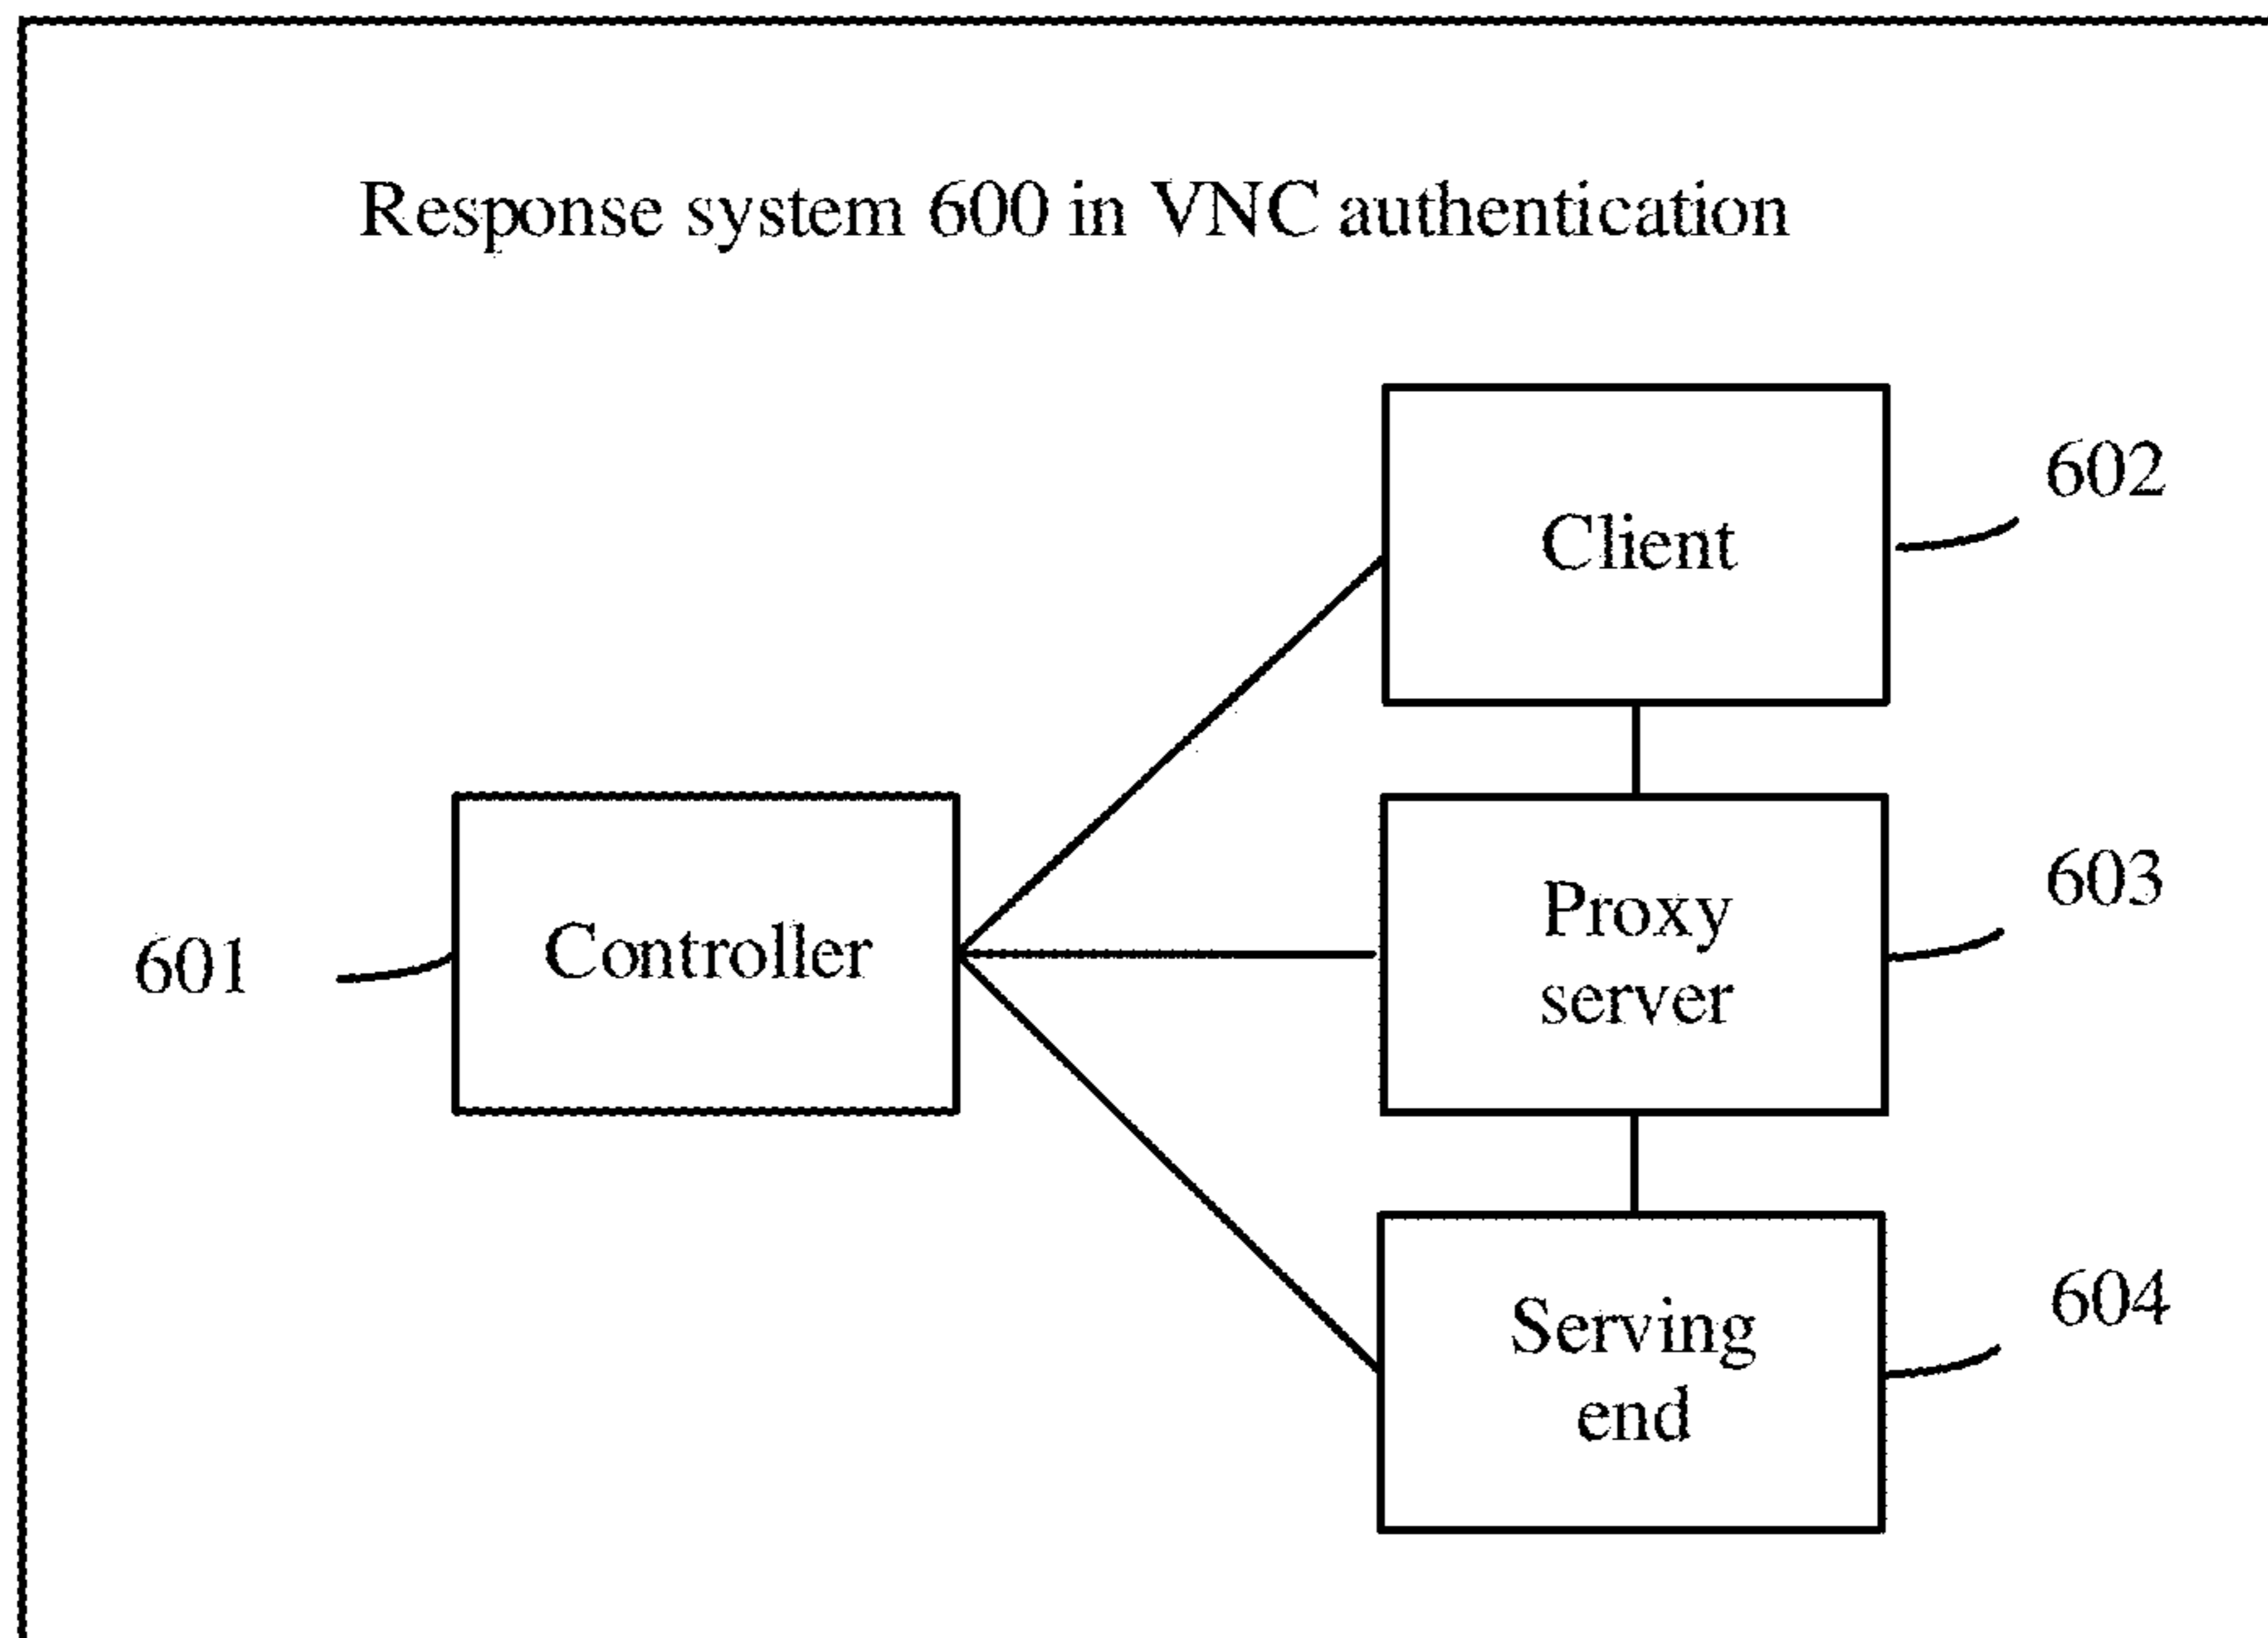 Response system 600 in VNC authentication
602
Client
603
Proxy
server
601
Controller
604
Serving
end